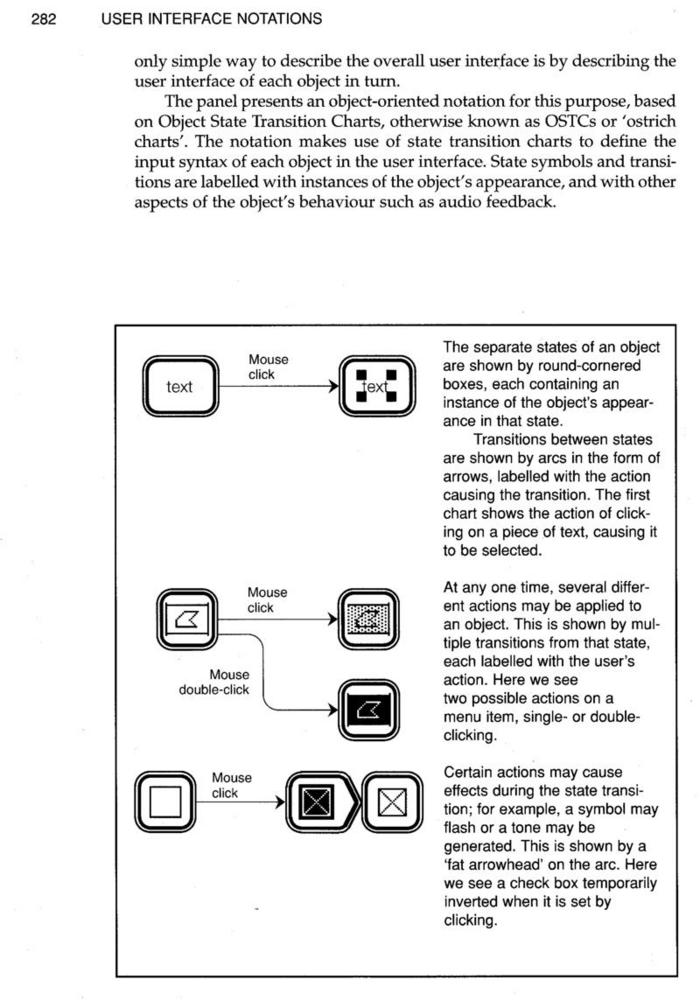 282 USER INTERFACE NOTATIONS
only simple way to describe the overall user interface is by describing the
user interface of each object in turn.
The panel presents an object-oriented notation for this purpose, based
on Object State Transition Charts, otherwise known as OSTCs or ‘ostrich
charts’. The notation makes use of state transition charts to define the
input syntax of each object in the user interface. State symbols and transi-
tions are labelled with instances of the object’s appearance, and with other
aspects of the object’s behaviour such as audio feedback.
text
Mouse
click
text
The separate states of an object
are shown by round-cornered
boxes, each containing an
instance of the object's appear-
ance in that state.
Transitions between states
are shown by arcs in the form of
arrows, labelled with the action
causing the transition. The first
chart shows the action of click-
ing on a piece of text, causing it
to be selected.
Mouse
click
Mouse
double-click
At any one time, several differ-
ent actions may be applied to
an object. This is shown by mul-
tiple transitions from that state,
each labelled with the user's
action. Here we see
two possible actions on a
menu item, single- or double-
clicking.
Mouse
click
Certain actions may cause
effects during the state transi-
tion; for example, a symbol may
flash or a tone may be
generated. This is shown by a
'fat arrowhead' on the arc. Here
we see a check box temporarily
inverted when it is set by
clicking.